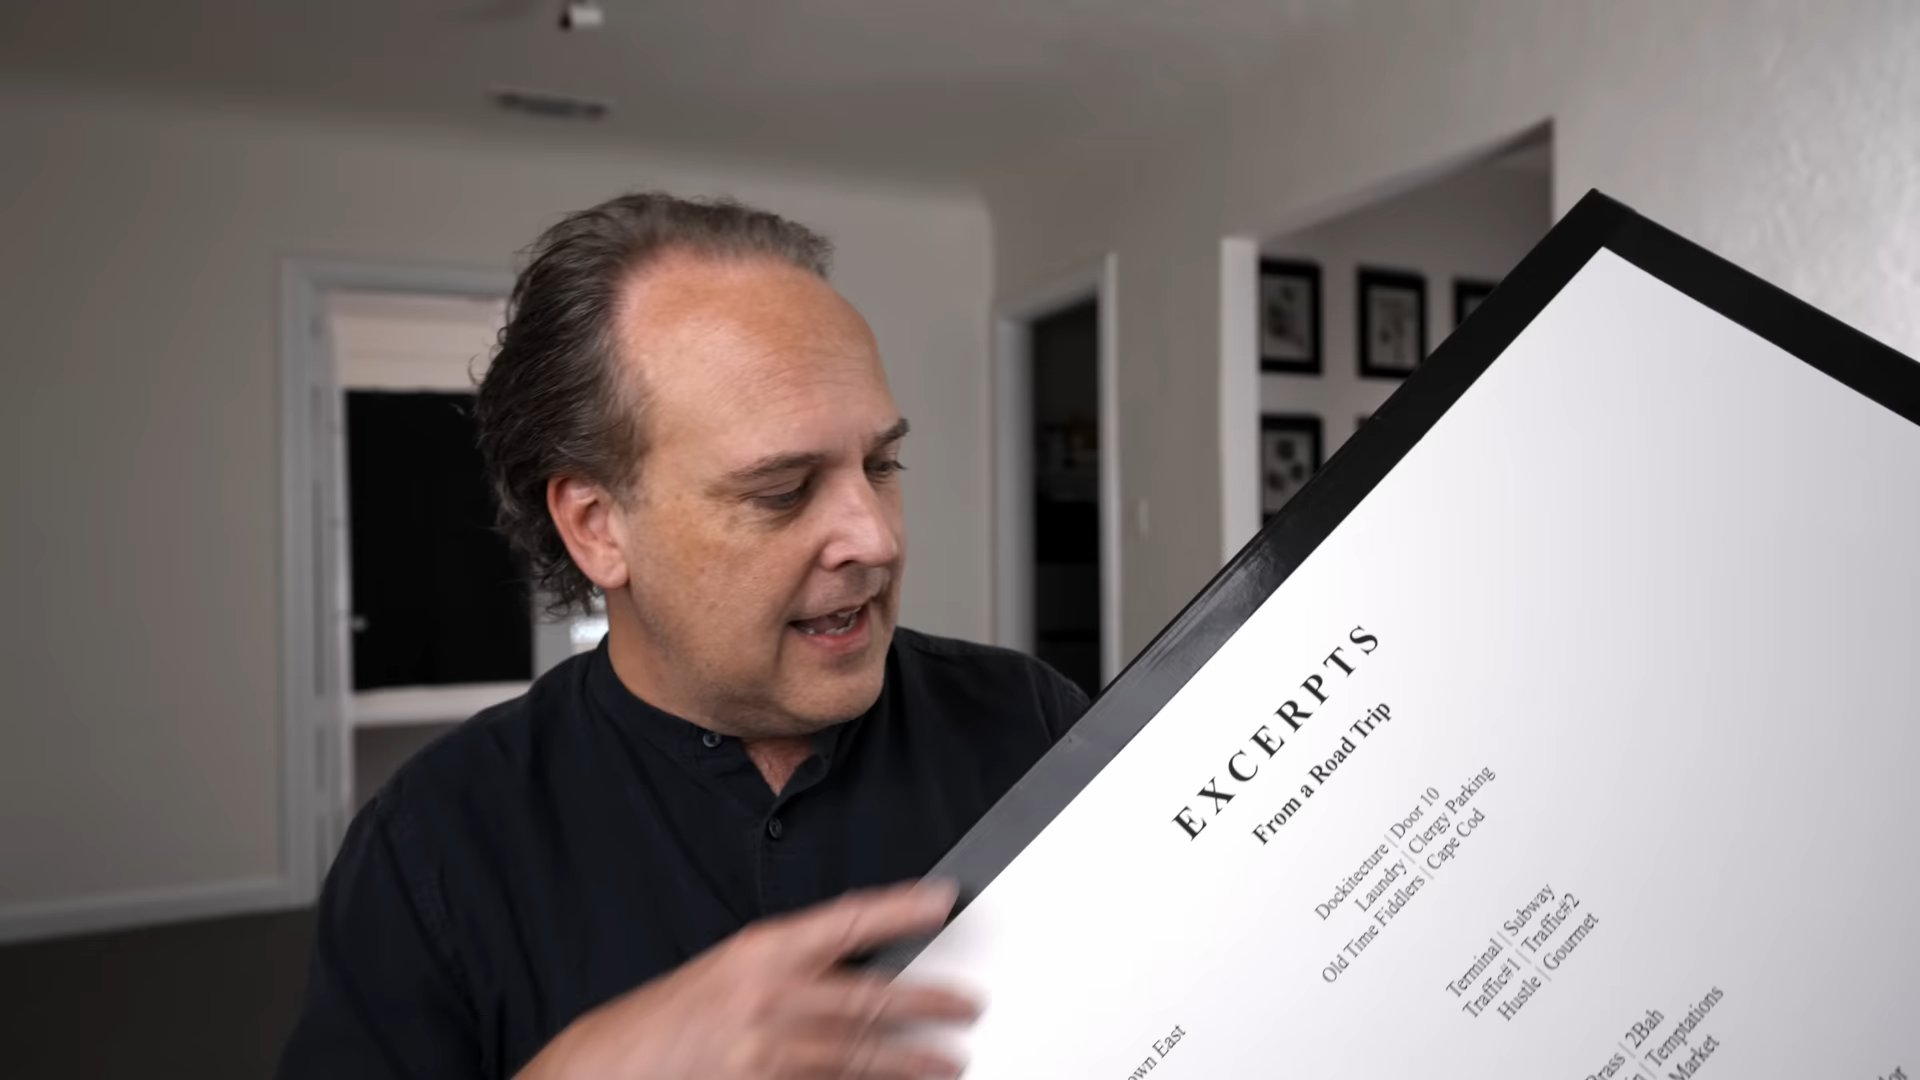 EXCERPTS
From a Road Trip
Dockitecture | Door 10
Laundry | Clergy Parking
Old Time Fiddlers | Cape Cod
Terminal | Subway
Traffic#1 | Traffic#2
Hustle | Gourmet
East
2Bah
| Temptations
Market